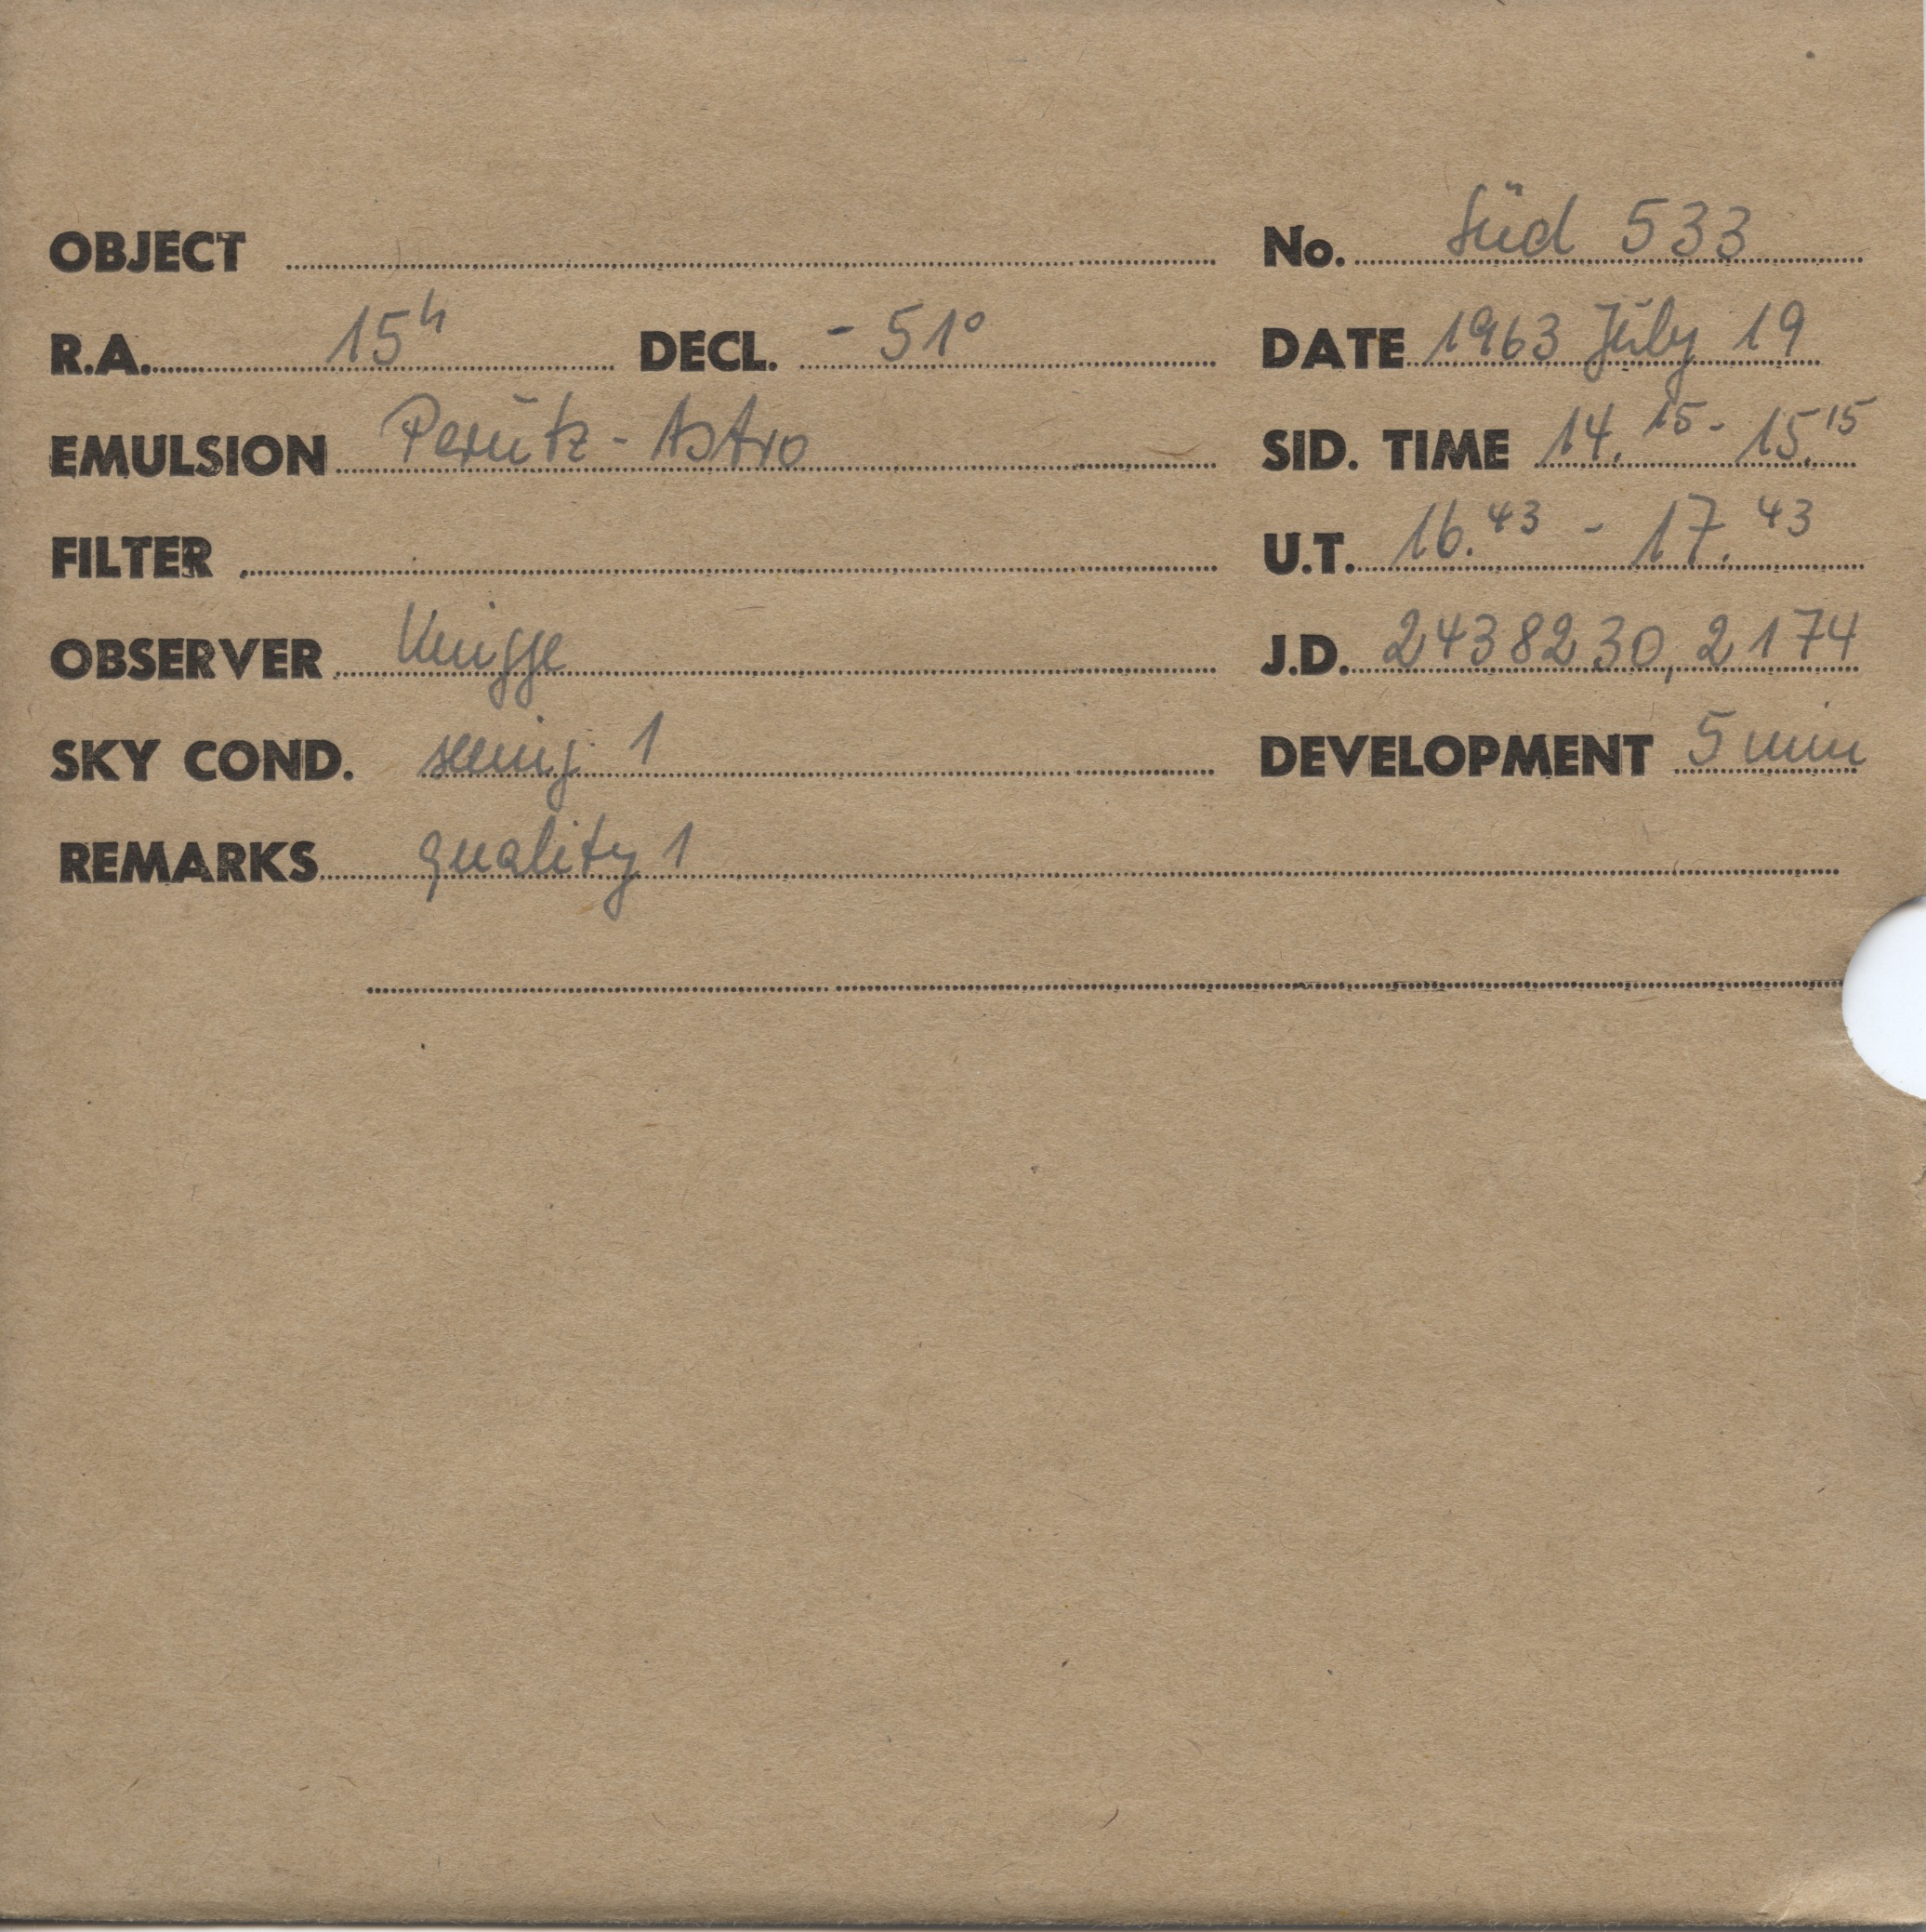 OBJECT No. Süd 533
R.A. 15h DECL. -51° DATE 1963 July 19
EMULSION Perutz-Astro SID. TIME 14.15-15.15
FILTER U.T. 16.43 - 17.43
OBSERVER Knigge J.D. 2438230,2174
SKY COND. seeing 1 DEVELOPMENT 5 min
REMARKS quality 1